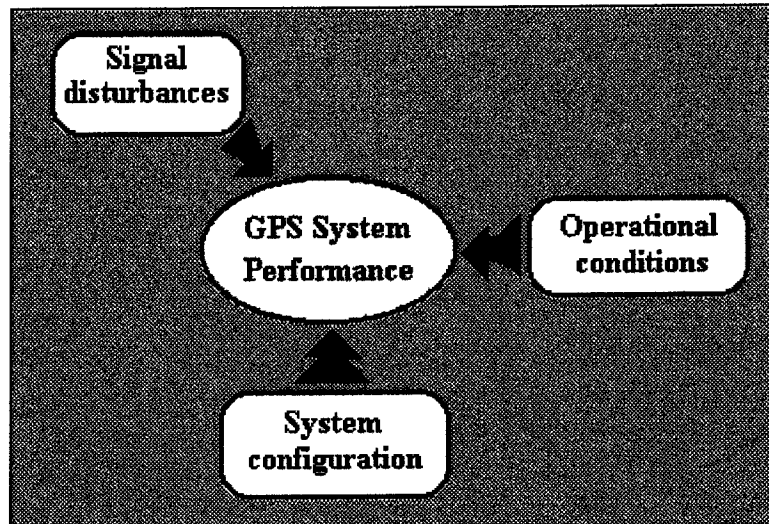 Signal
disturbances
GPS System
Performance
Operational
conditions
System
configuration